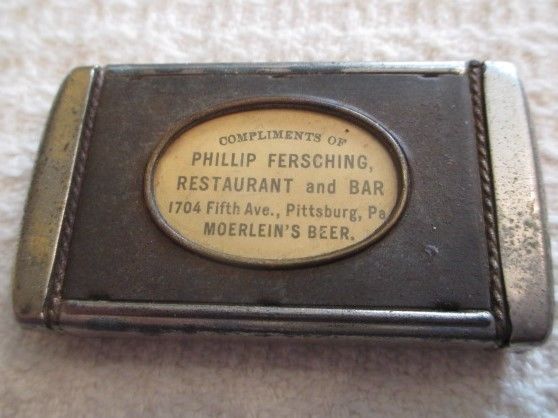 COMPLIMENTS OF
PHILLIP FERSCHING,
RESTAURANT and BAR
1704 Fifth Ave., Pittsburg, Pa
MOERLEIN'S BEER.